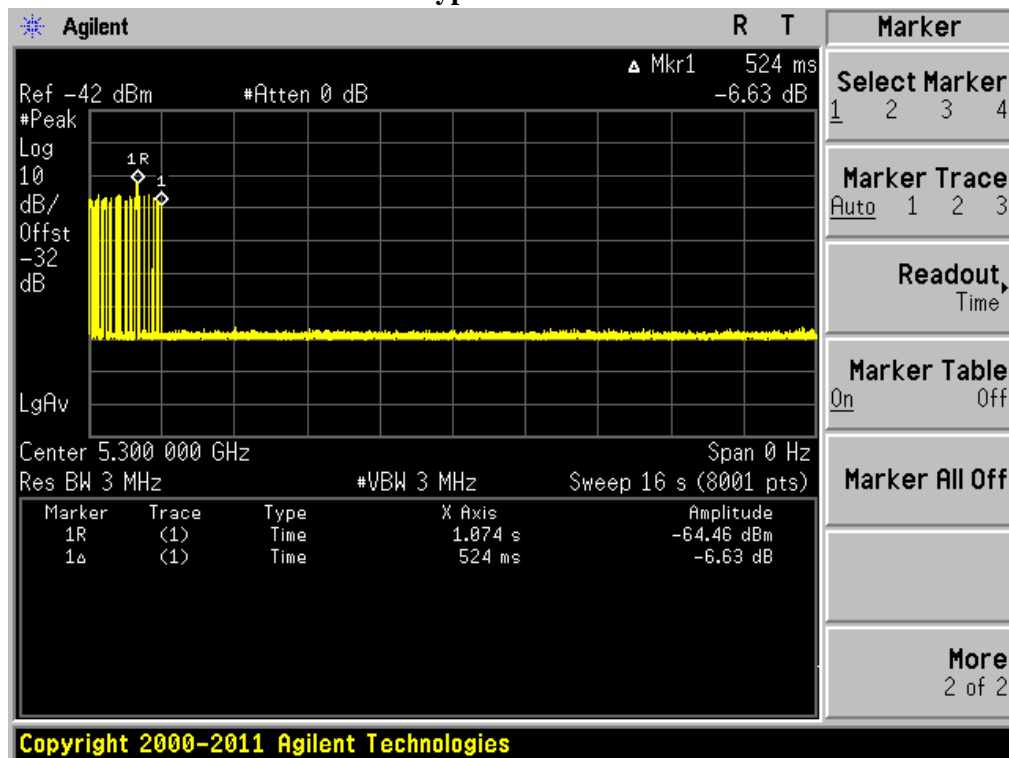 Agilent R T
Marker
▵ Mkr1 524 ms
Ref -42 dBm #Atten 0 dB -6.63 dB
#Peak
Log
10
dB/
Offst
-32
dB
1R
1
LgAv
Center 5.300 000 GHz Span 0 Hz
Res BW 3 MHz #VBW 3 MHz Sweep 16 s (8001 pts)
Marker Trace Type X Axis Amplitude
1R (1) Time 1.074 s -64.46 dBm
1▵ (1) Time 524 ms -6.63 dB
Select Marker
1 2 3 4
Marker Trace
Auto 1 2 3
Readout
Time
Marker Table
On Off
Marker All Off
More
2 of 2
Copyright 2000-2011 Agilent Technologies